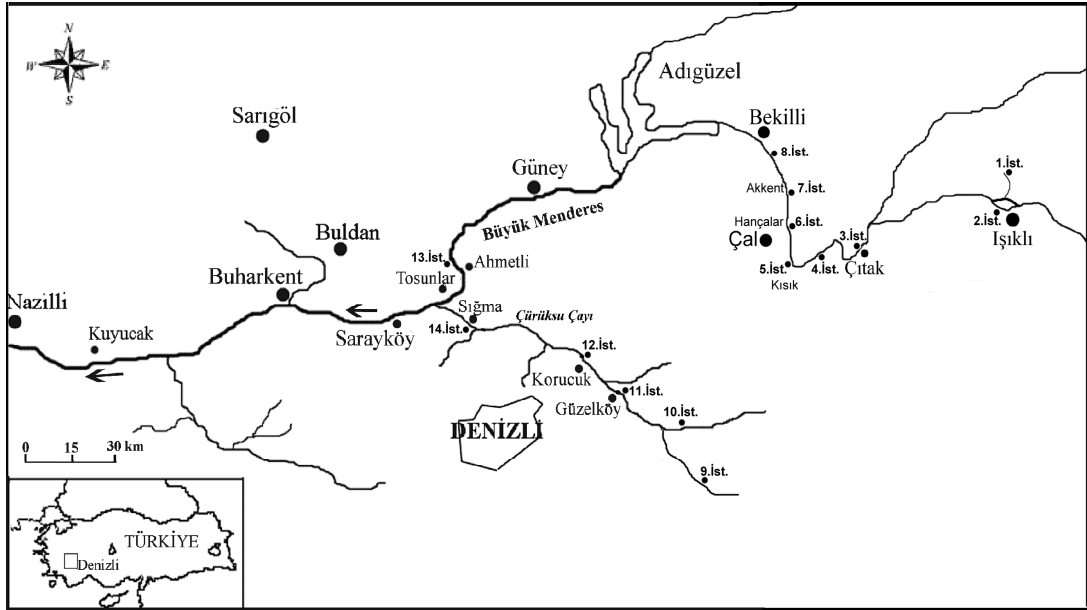 N
W E
S
Adıgüzel
Sarıgöl
Bekilli
8.İst.
1.İst.
Güney
Akkent
7.İst.
Büyük Menderes
Hançalar
6.İst.
2.İst.
Işıklı
Buldan
Çal
3.İst.
13.İst.
Ahmetli
5.İst.
4.İst.
Çıtak
Kısık
Buharkent
Tosunlar
Nazilli
Sığma
Çürüksu Çayı
Kuyucak
Sarayköy
14.İst.
12.İst.
Korucuk
11.İst.
Güzelköy
10.İst.
DENİZLİ
0 15 30 km
9.İst.
TÜRKİYE
Denizli